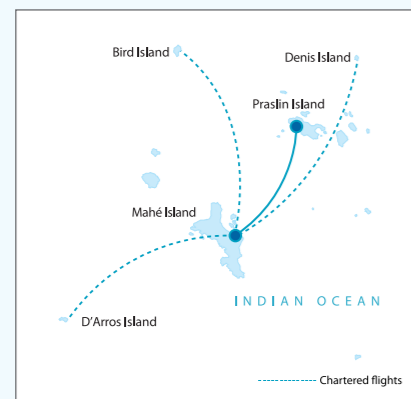 Bird Island
Denis Island
Praslin Island
Mahé Island
INDIAN OCEAN
D'Arros Island
Chartered flights